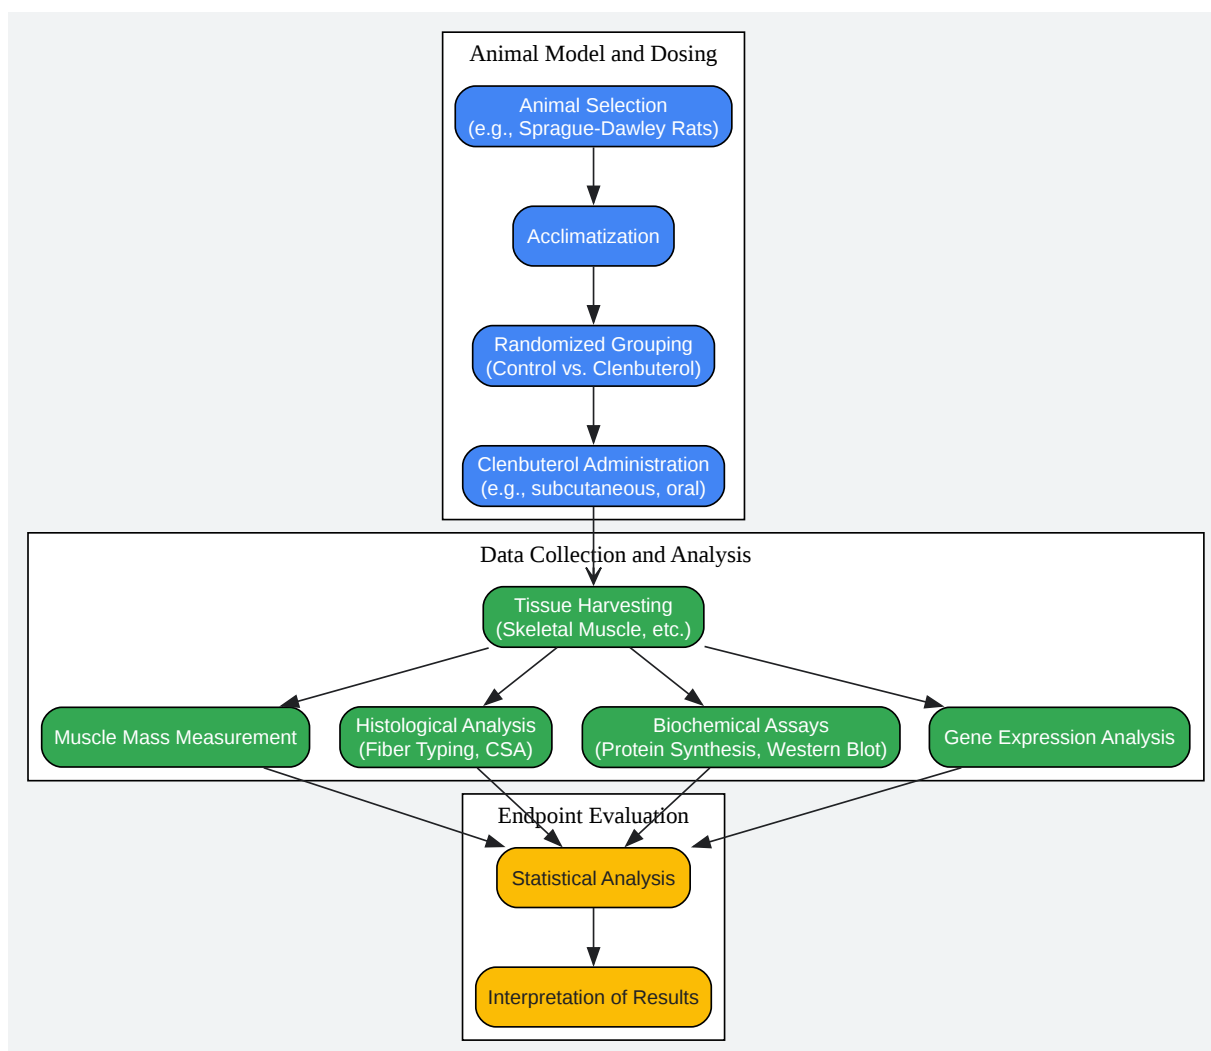 Animal Model and Dosing
Animal Selection
(e.g., Sprague-Dawley Rats)
Acclimatization
Randomized Grouping
(Control vs. Clenbuterol)
Clenbuterol Administration
(e.g., subcutaneous, oral)
Data Collection and Analysis
Tissue Harvesting
(Skeletal Muscle, etc.)
Muscle Mass Measurement
Histological Analysis
(Fiber Typing, CSA)
Biochemical Assays
(Protein Synthesis, Western Blot)
Gene Expression Analysis
Endpoint Evaluation
Statistical Analysis
Interpretation of Results